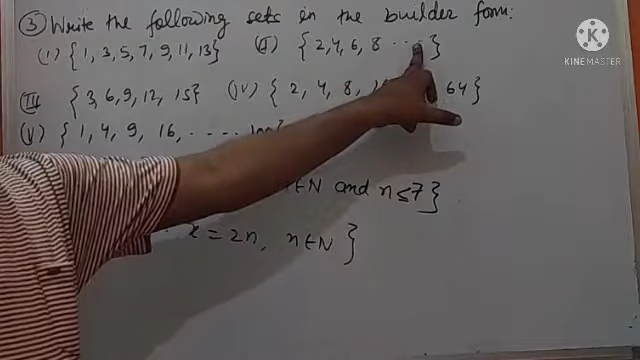 ③ Write the following sets in the builder form:
(i) {1, 3, 5, 7, 9, 11, 13} (ii) {2, 4, 6, 8 ....}
(iii) {3, 6, 9, 12, 15} (iv) {2, 4, 8, 64}
(v) {1, 4, 9, 16, .....
n∈N and n≤7}
x = 2n, n∈N}
KINEMASTER